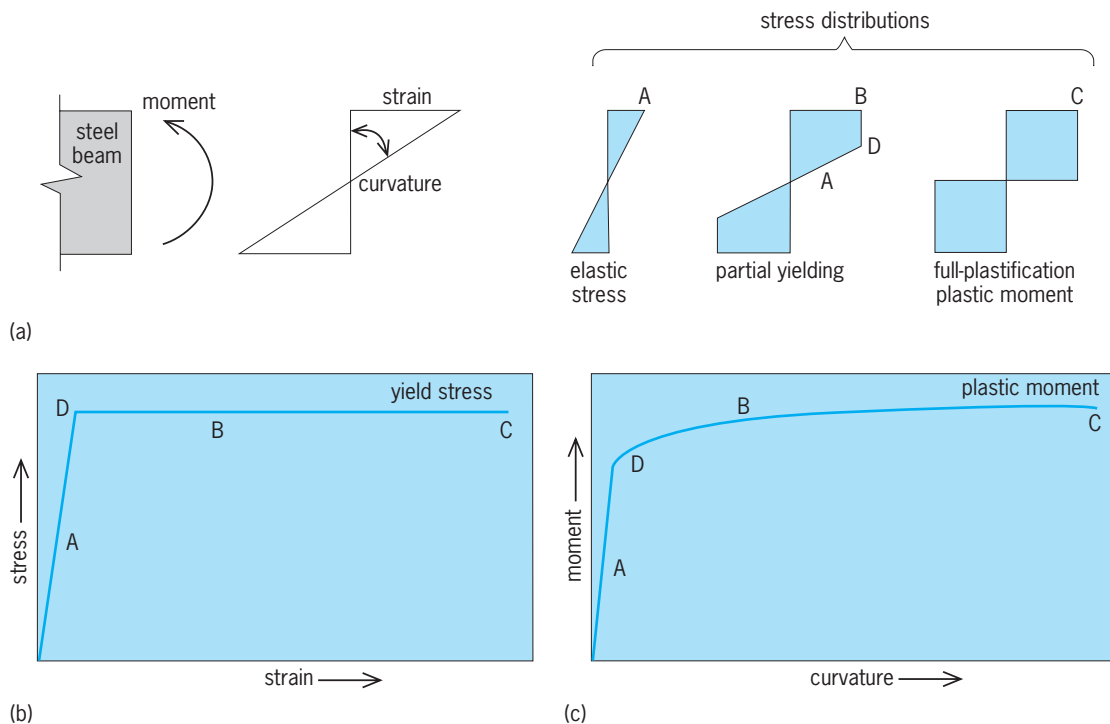 stress distributions
moment
steel
beam
strain
curvature
A
elastic
stress
B
D
A
partial yielding
C
full-plastification
plastic moment
(a)
yield stress
D
B
C
A
stress
strain
(b)
plastic moment
B
C
D
A
moment
curvature
(c)